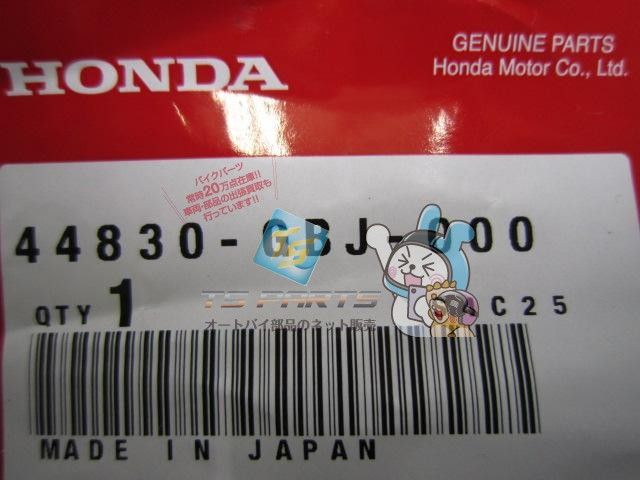 HONDA
GENUINE PARTS
Honda Motor Co., Ltd.
バイクパーツ
常時20万点在庫!!
車両・部品の出張買取も
行っています!!
44830-GBJ-000
TS PARTS
QTY 1
C25
オートバイ部品のネット販売
MADE IN JAPAN